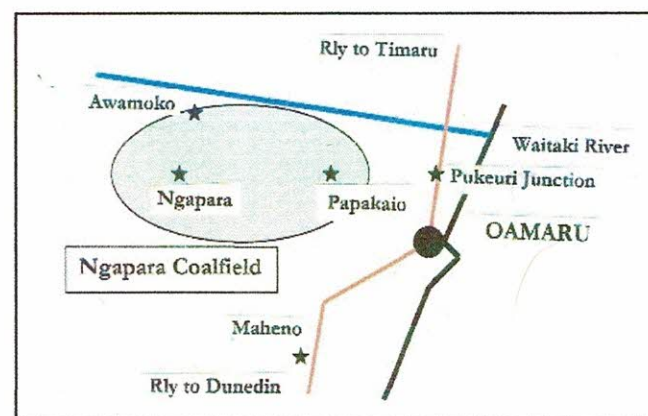 Rly to Timaru
Awamoko
Waitaki River
Ngapara
Papakaio
Pukeuri Junction
OAMARU
Ngapara Coalfield
Maheno
Rly to Dunedin